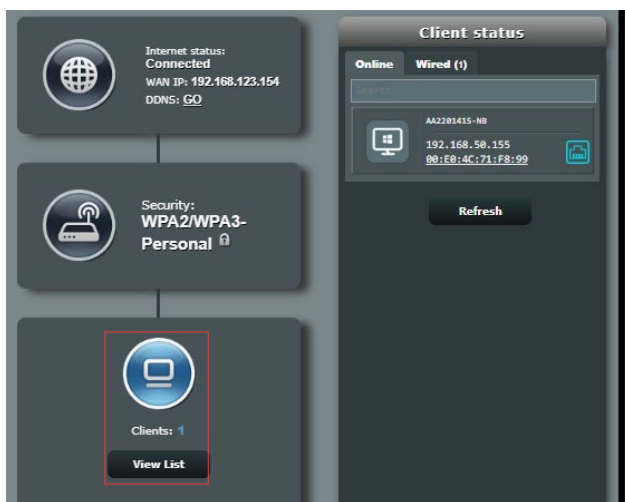 Internet status:
Connected
WAN IP: 192.168.123.154
DDNS: GO
Security:
WPA2/WPA3-
Personal
Clients: 1
View List
Client status
Online Wired (1)
Search
AA2201415-NB
192.168.50.155
00:E0:4C:71:F8:99
Refresh